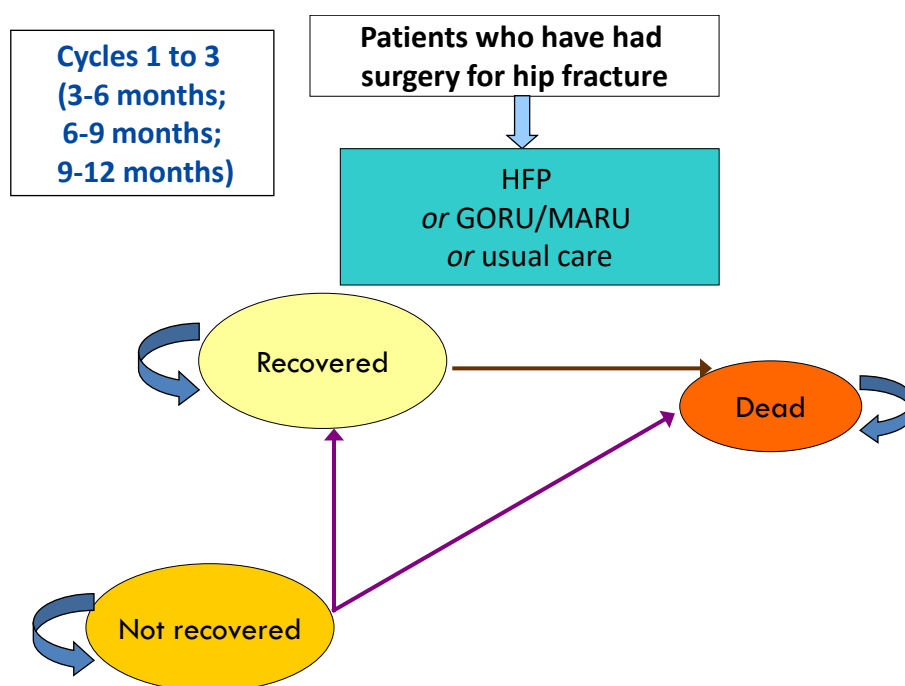 Cycles 1 to 3
(3-6 months;
6-9 months;
9-12 months)
Patients who have had
surgery for hip fracture
HFP
or GORU/MARU
or usual care
Recovered
Dead
Not recovered